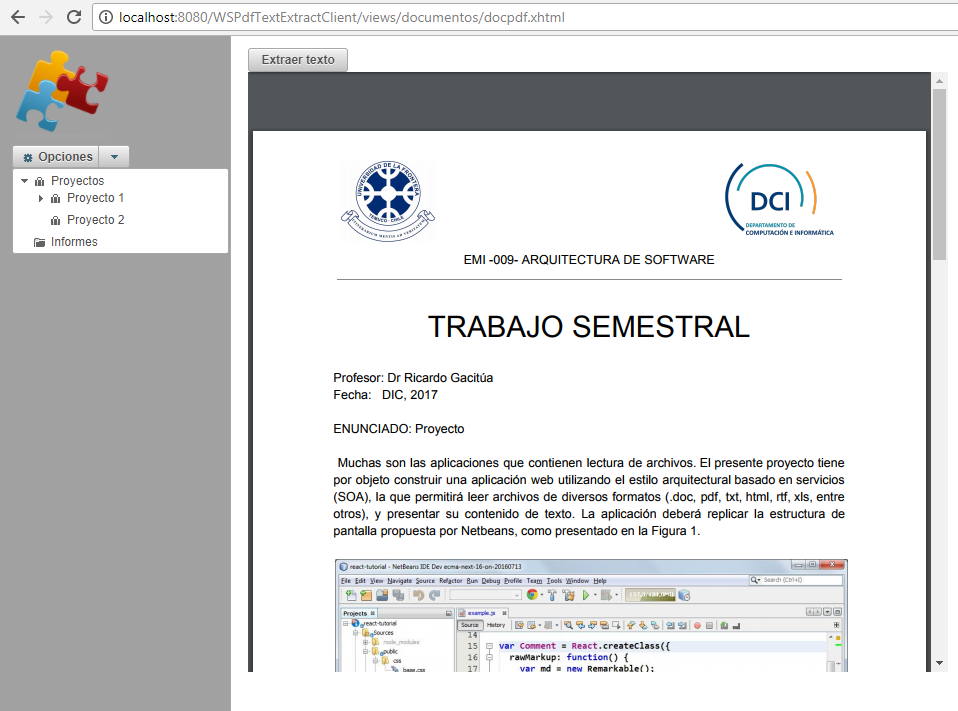 localhost:8080/WSPdfTextExtractClient/views/documentos/docpdf.xhtml
Extraer texto
Opciones
Proyectos
Proyecto 1
Proyecto 2
Informes
UNIVERSIDAD DE LA FRONTERA
TEMUCO - CHILE
DCI
DEPARTAMENTO DE
COMPUTACIÓN E INFORMÁTICA
EMI -009- ARQUITECTURA DE SOFTWARE
TRABAJO SEMESTRAL
Profesor: Dr Ricardo Gacitúa
Fecha: DIC, 2017
ENUNCIADO: Proyecto
Muchas son las aplicaciones que contienen lectura de archivos. El presente proyecto tiene
por objeto construir una aplicación web utilizando el estilo arquitectural basado en servicios
(SOA), la que permitirá leer archivos de diversos formatos (.doc, pdf, txt, html, rtf, xls, entre
otros), y presentar su contenido de texto. La aplicación deberá replicar la estructura de
pantalla propuesta por Netbeans, como presentado en la Figura 1.
react-tutorial - NetBeans IDE Dev ecma-next-16-on-20160713
File Edit View Navigate Source Refactor Run Debug Profile Team Tools Window Help
Search (Ctrl+I)
Projects
example.js
react-tutorial
Source History
Sources
14
node_modules
15 var Comment = React.createClass({
public
16 rawMarkup: function() {
css
17 var md = new Remarkable();
base.css